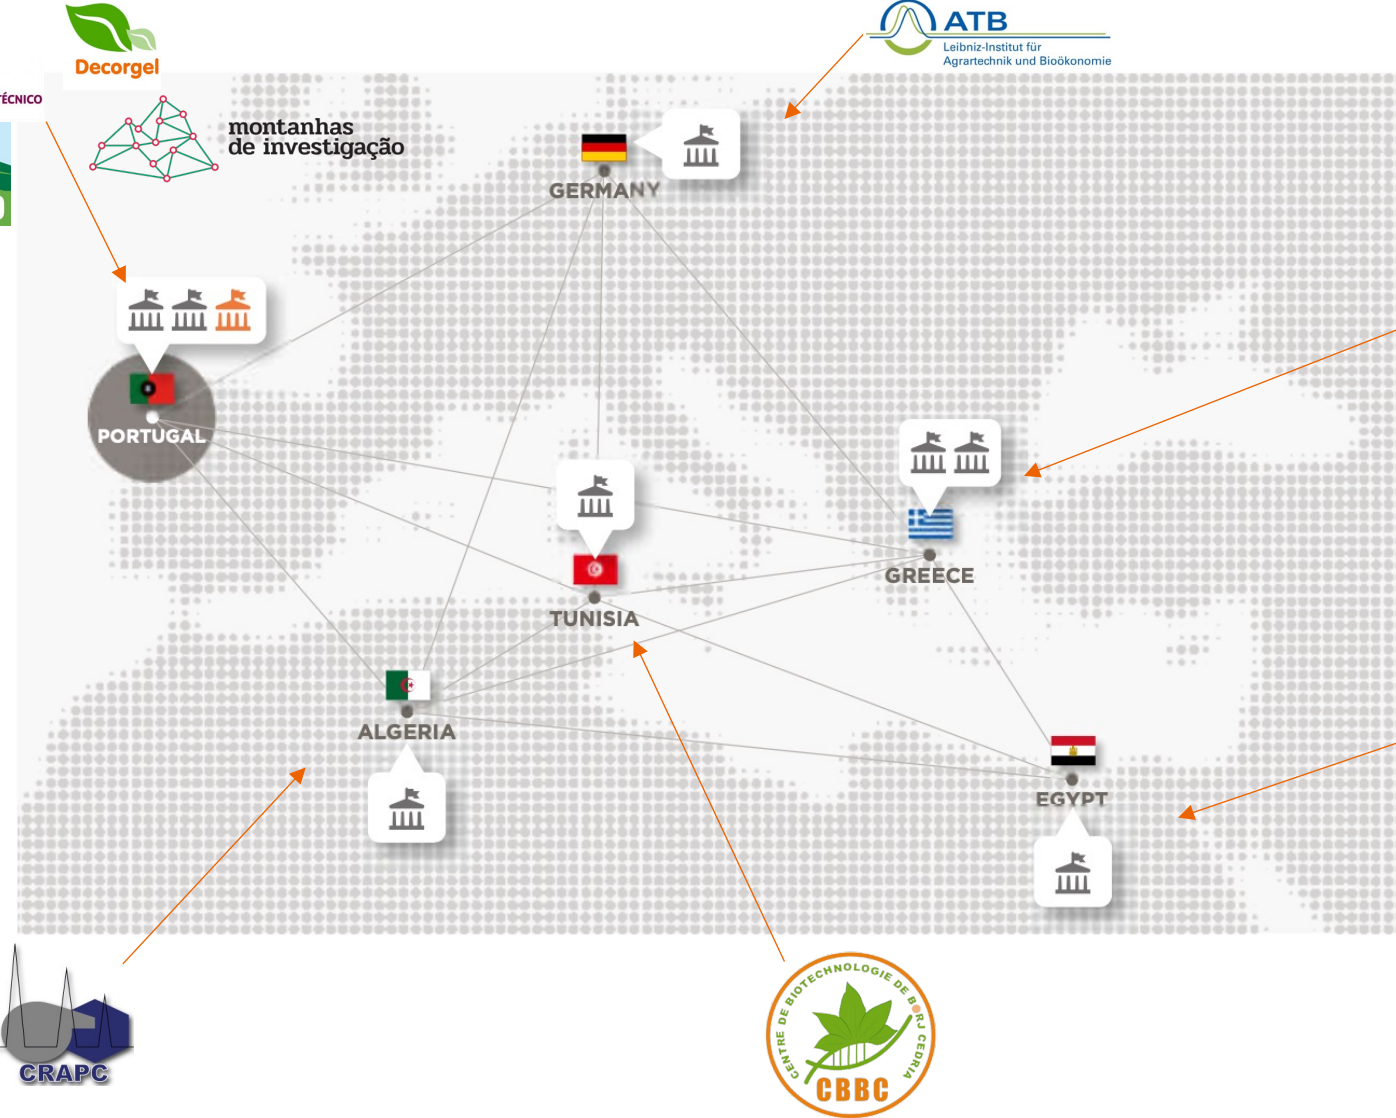 Decorgel
TÉCNICO
montanhas
de investigação
ATB
Leibniz-Institut für
Agrartechnik und Bioökonomie
GERMANY
PORTUGAL
GREECE
TUNISIA
ALGERIA
EGYPT
CRAPC
CENTRE DE BIOTECHNOLOGIE DE BORJ CEDRIA
CBBC